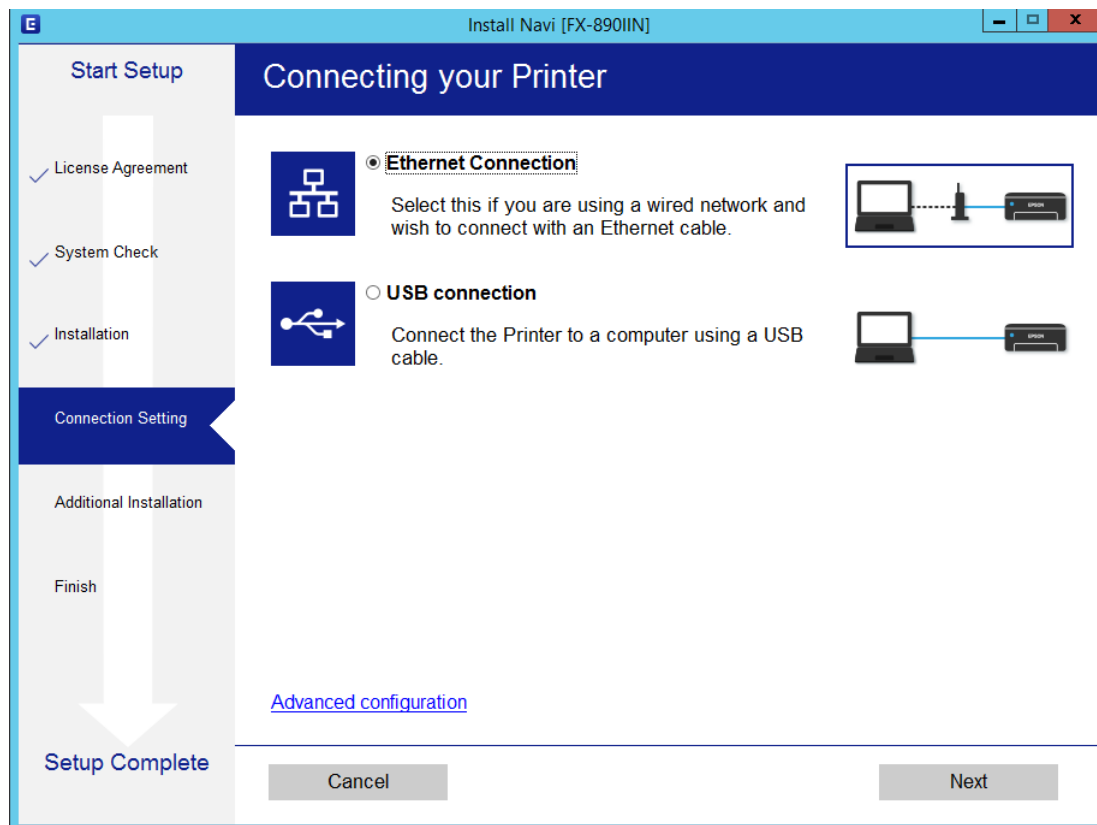 Install Navi [FX-890IIN]
Start Setup
License Agreement
System Check
Installation
Connection Setting
Additional Installation
Finish
Setup Complete
Connecting your Printer
Ethernet Connection
Select this if you are using a wired network and
wish to connect with an Ethernet cable.
EPSON
USB connection
Connect the Printer to a computer using a USB
cable.
EPSON
Advanced configuration
Cancel
Next